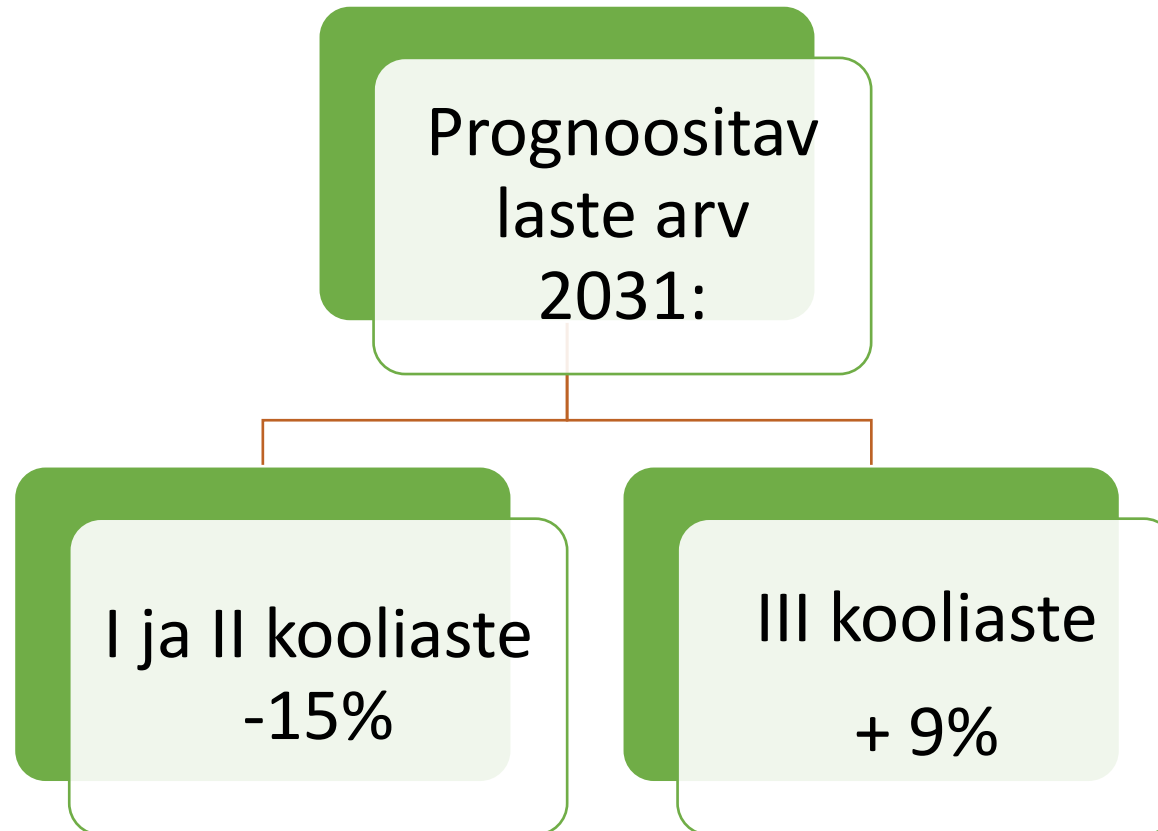 Prognoositav
laste arv
2031:
I ja II kooliaste
-15%
III kooliaste
+ 9%